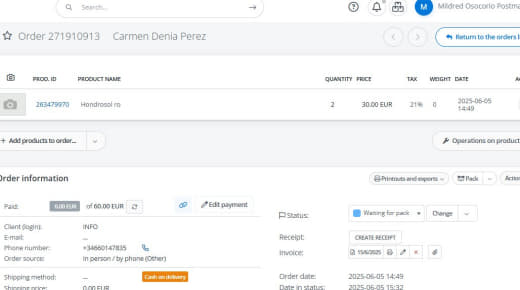 Search...
M Mildred Ososorio Postma
Order 271910913 Carmen Denia Perez
Return to the orders l
PROD. ID PRODUCT NAME QUANTITY PRICE TAX WEIGHT DATE
263479970 Hondrosol ro 2 30.00 EUR 21% 0 2025-06-05 14:49
Add products to order...
Operations on product
Order information
Printouts and exports Pack Action
Paid: 0.00 EUR of 60.00 EUR Edit payment
Status: Waiting for pack Change
Client (login): INFO
E-mail: ...
Phone number: +34660147835
Order source: In person / by phone (Other)
Receipt: CREATE RECEIPT
Invoice: 15/6/2025
Shipping method: ... Cash on delivery
Shipping price: 0.00 EUR
Order date: 2025-06-05 14:49
Date in status: 2025-06-05 15:32